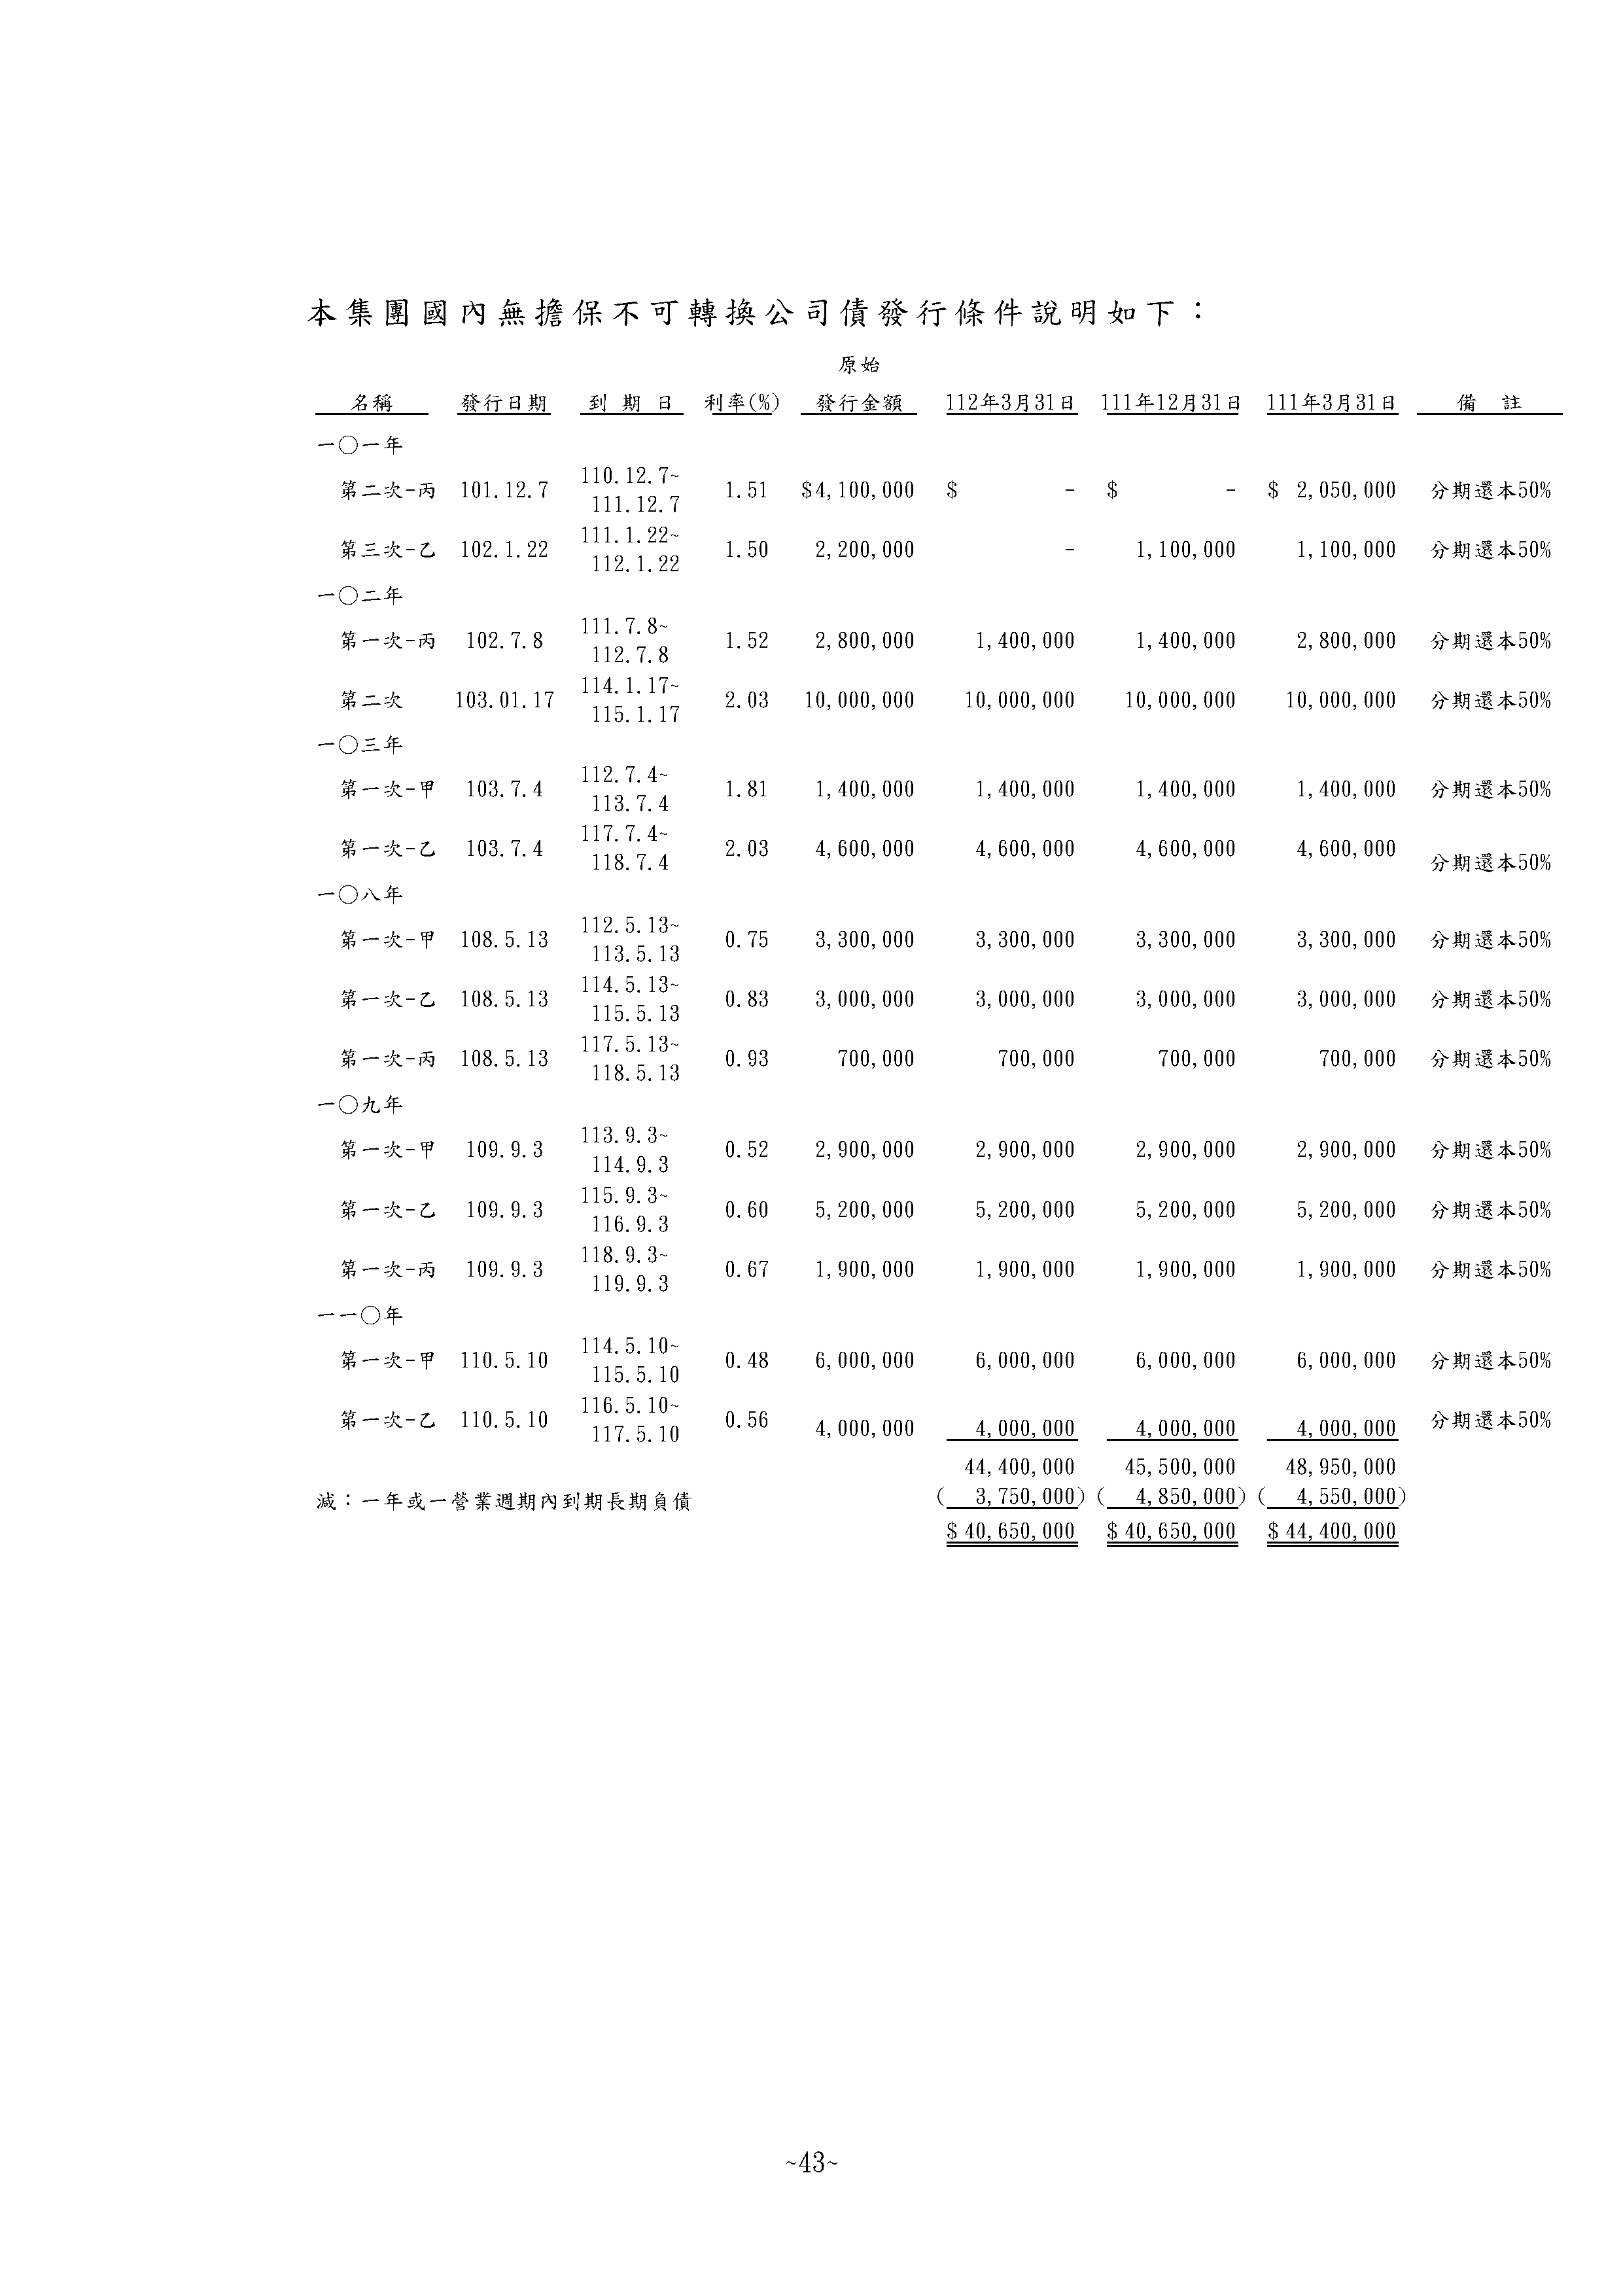 本集團國內無擔保不可轉換公司債發行條件說明如下：
原始
名稱 發行日期 到 期 日 利率(%) 發行金額 112年3月31日 111年12月31日 111年3月31日 備 註
一○一年
第二次-丙 101.12.7 110.12.7~ 1.51 $4,100,000 $ - $ - $ 2,050,000 分期還本50%
111.12.7
第三次-乙 102.1.22 111.1.22~ 1.50 2,200,000 - 1,100,000 1,100,000 分期還本50%
112.1.22
一○二年
第一次-丙 102.7.8 111.7.8~ 1.52 2,800,000 1,400,000 1,400,000 2,800,000 分期還本50%
112.7.8
第二次 103.01.17 114.1.17~ 2.03 10,000,000 10,000,000 10,000,000 10,000,000 分期還本50%
115.1.17
一○三年
第一次-甲 103.7.4 112.7.4~ 1.81 1,400,000 1,400,000 1,400,000 1,400,000 分期還本50%
113.7.4
第一次-乙 103.7.4 117.7.4~ 2.03 4,600,000 4,600,000 4,600,000 4,600,000 分期還本50%
118.7.4
一○八年
第一次-甲 108.5.13 112.5.13~ 0.75 3,300,000 3,300,000 3,300,000 3,300,000 分期還本50%
113.5.13
第一次-乙 108.5.13 114.5.13~ 0.83 3,000,000 3,000,000 3,000,000 3,000,000 分期還本50%
115.5.13
第一次-丙 108.5.13 117.5.13~ 0.93 700,000 700,000 700,000 700,000 分期還本50%
118.5.13
一○九年
第一次-甲 109.9.3 113.9.3~ 0.52 2,900,000 2,900,000 2,900,000 2,900,000 分期還本50%
114.9.3
第一次-乙 109.9.3 115.9.3~ 0.60 5,200,000 5,200,000 5,200,000 5,200,000 分期還本50%
116.9.3
第一次-丙 109.9.3 118.9.3~ 0.67 1,900,000 1,900,000 1,900,000 1,900,000 分期還本50%
119.9.3
一一○年
第一次-甲 110.5.10 114.5.10~ 0.48 6,000,000 6,000,000 6,000,000 6,000,000 分期還本50%
115.5.10
第一次-乙 110.5.10 116.5.10~ 0.56 4,000,000 4,000,000 4,000,000 4,000,000 分期還本50%
117.5.10
44,400,000 45,500,000 48,950,000
減：一年或一營業週期內到期長期負債 ( 3,750,000) ( 4,850,000) ( 4,550,000)
$ 40,650,000 $ 40,650,000 $ 44,400,000
~43~